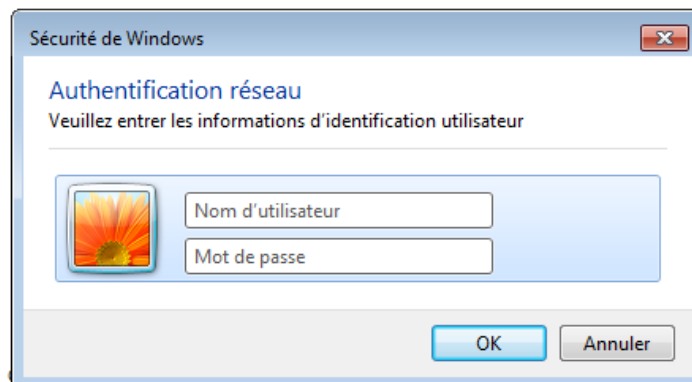 Sécurité de Windows
Authentification réseau
Veuillez entrer les informations d'identification utilisateur
Nom d'utilisateur
Mot de passe
OK
Annuler